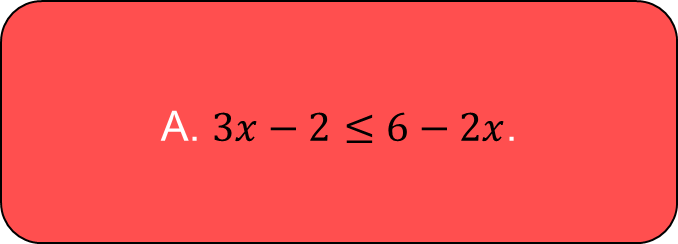 A. 3x − 2 ≤ 6 − 2x.